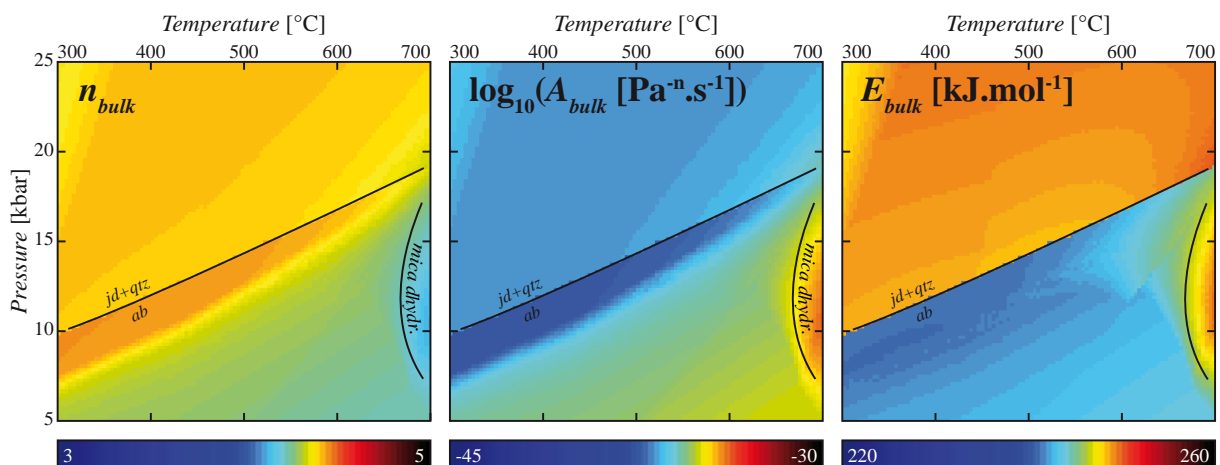 Temperature [°C]
Temperature [°C]
Temperature [°C]
300 400 500 600 700
300 400 500 600 700
300 400 500 600 700
25
20
15
10
5
Pressure [kbar]
n_bulk
jd+qtz
ab
mica dhydr.
log₁₀(A_bulk [Pa⁻ⁿ.s⁻¹])
jd+qtz
ab
mica dhydr.
E_bulk [kJ.mol⁻¹]
jd+qtz
ab
mica dhydr.
3 5
-45 -30
220 260